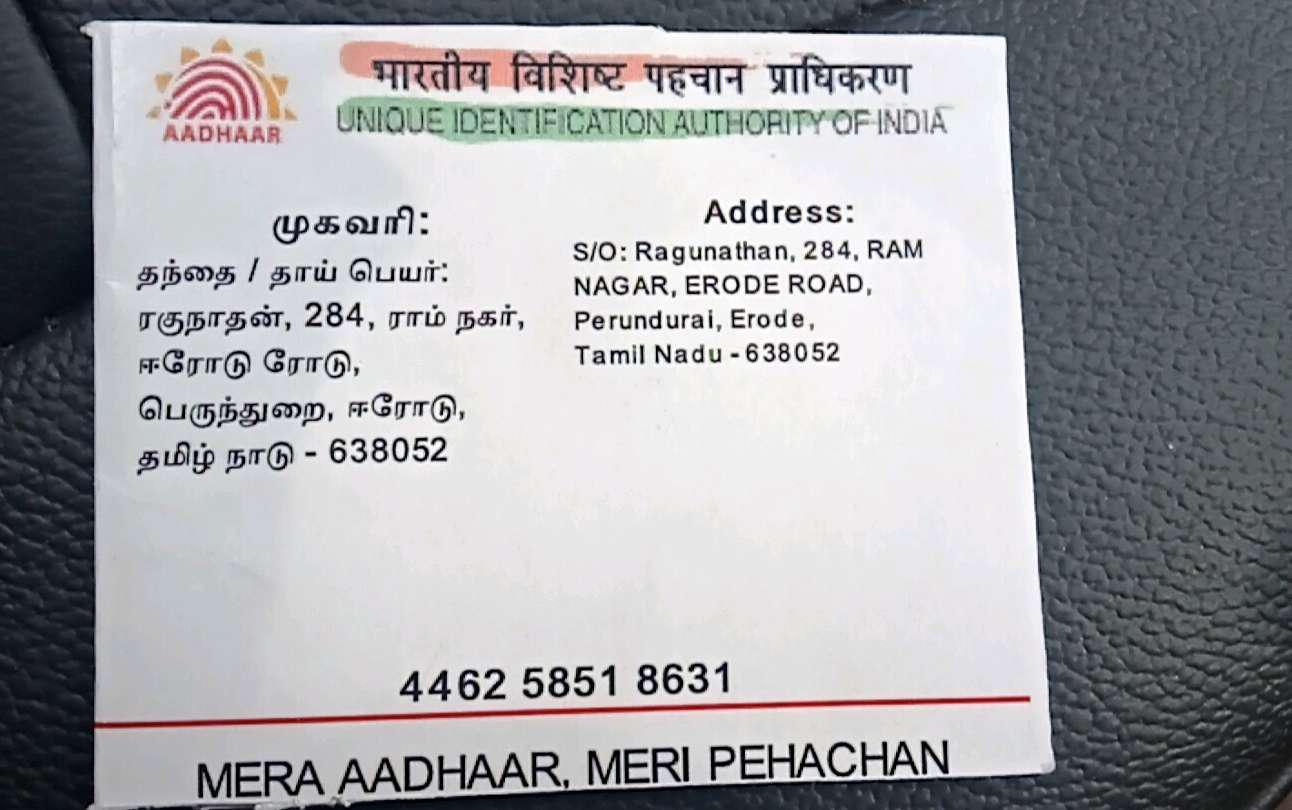 भारतीय विशिष्ट पहचान प्राधिकरण
UNIQUE IDENTIFICATION AUTHORITY OF INDIA
AADHAAR
முகவரி:
தந்தை / தாய் பெயர்:
ரகுநாதன், 284, ராம் நகர்,
ஈரோடு ரோடு,
பெருந்துறை, ஈரோடு,
தமிழ் நாடு - 638052
Address:
S/O: Ragunathan, 284, RAM
NAGAR, ERODE ROAD,
Perundurai, Erode,
Tamil Nadu - 638052
4462 5851 8631
MERA AADHAAR, MERI PEHACHAN